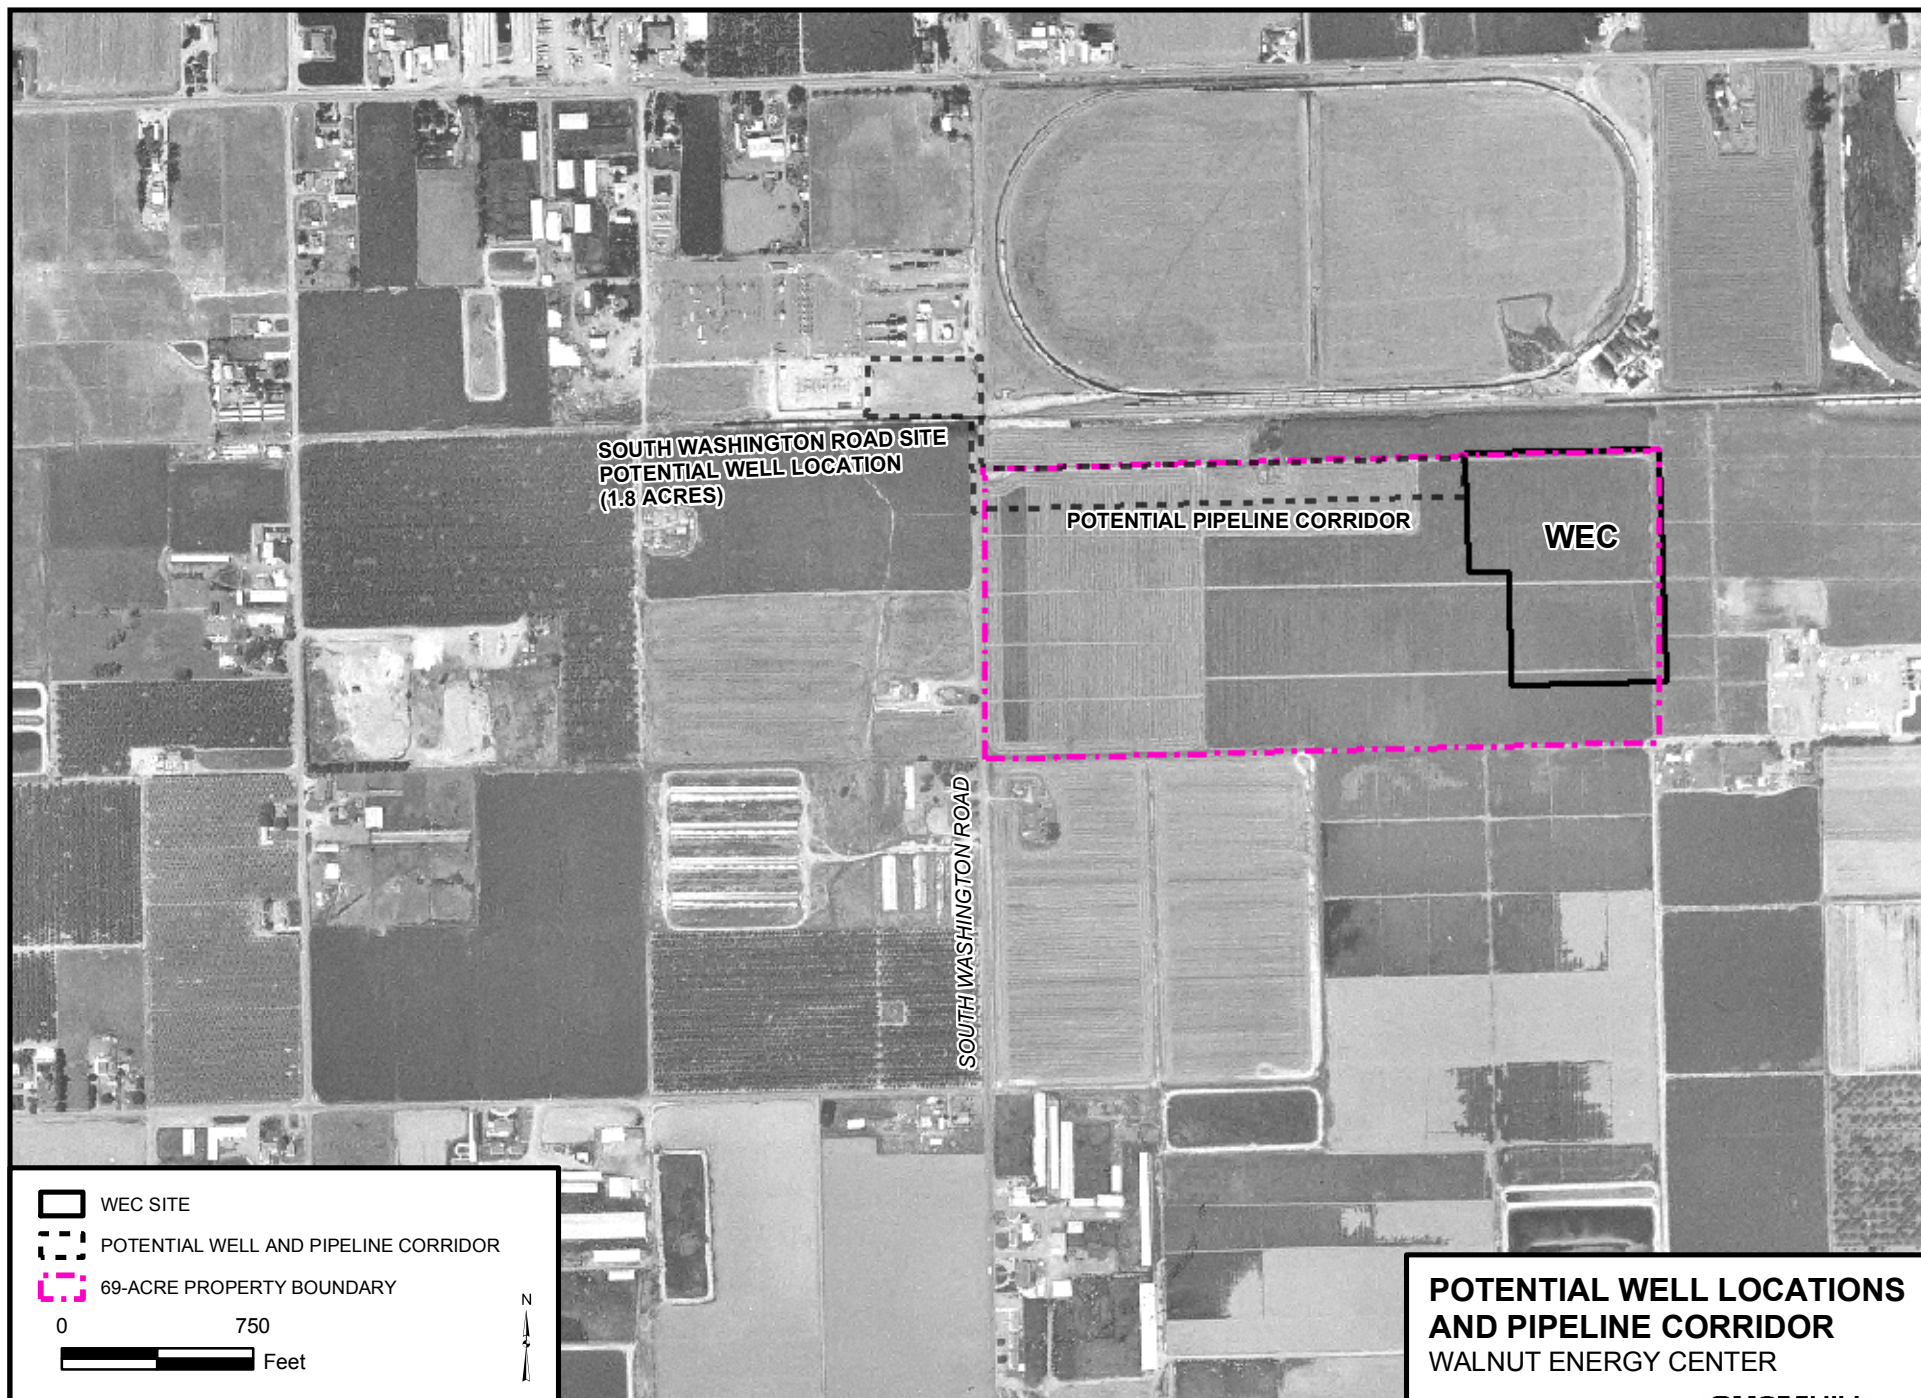 SOUTH WASHINGTON ROAD SITE
POTENTIAL WELL LOCATION
(1.8 ACRES)
POTENTIAL PIPELINE CORRIDOR
WEC
SOUTH WASHINGTON ROAD
WEC SITE
POTENTIAL WELL AND PIPELINE CORRIDOR
69-ACRE PROPERTY BOUNDARY
0 750
Feet
N
POTENTIAL WELL LOCATIONS
AND PIPELINE CORRIDOR
WALNUT ENERGY CENTER